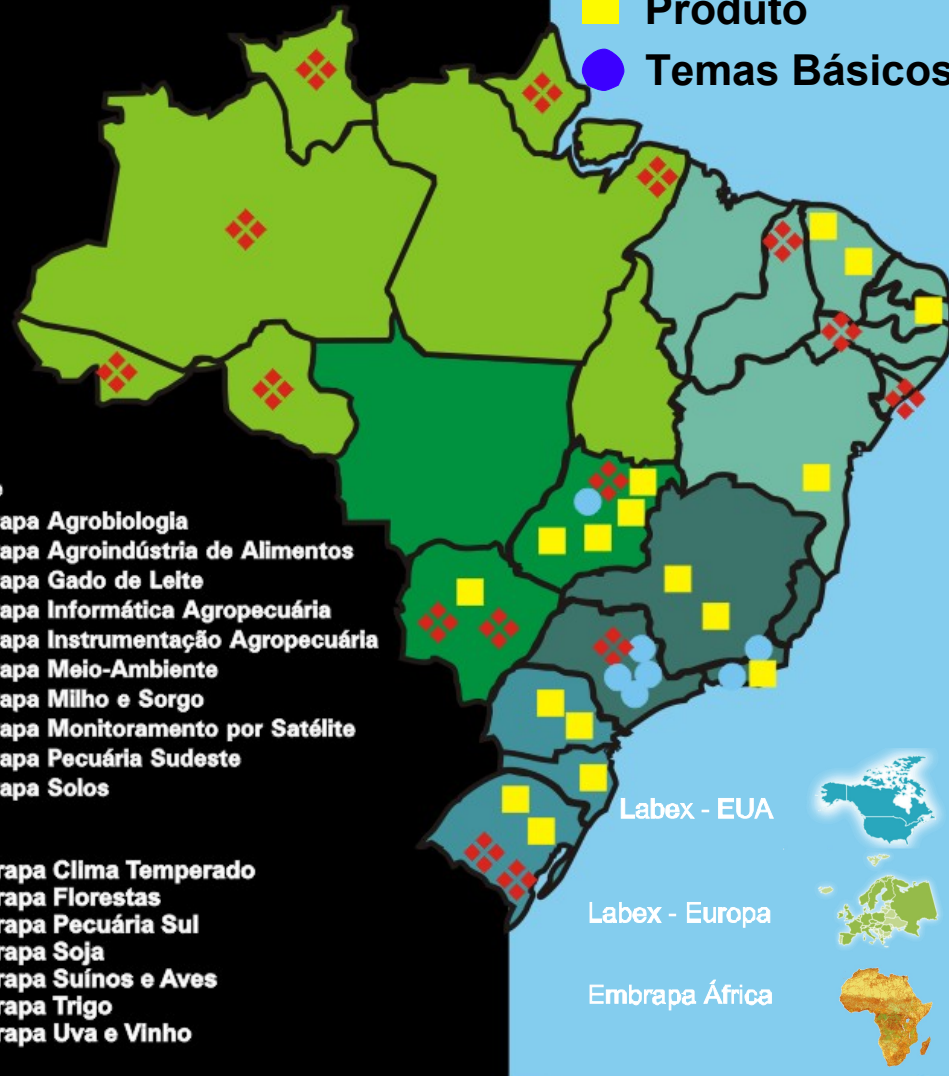 Produto
Temas Básicos
apa Agrobiologia
apa Agroindústria de Alimentos
apa Gado de Leite
apa Informática Agropecuária
apa Instrumentação Agropecuária
apa Meio-Ambiente
apa Milho e Sorgo
apa Monitoramento por Satélite
apa Pecuária Sudeste
apa Solos
rapa Clima Temperado
rapa Florestas
rapa Pecuária Sul
rapa Soja
rapa Suínos e Aves
rapa Trigo
rapa Uva e Vinho
Labex - EUA
Labex - Europa
Embrapa África